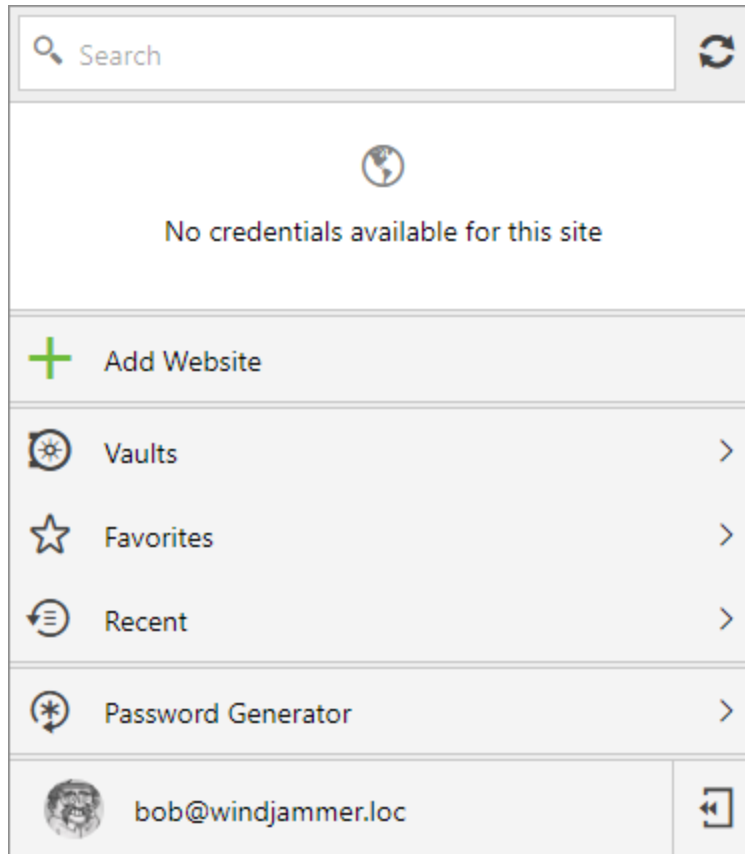 Search
No credentials available for this site
Add Website
Vaults
Favorites
Recent
Password Generator
bob@windjammer.loc